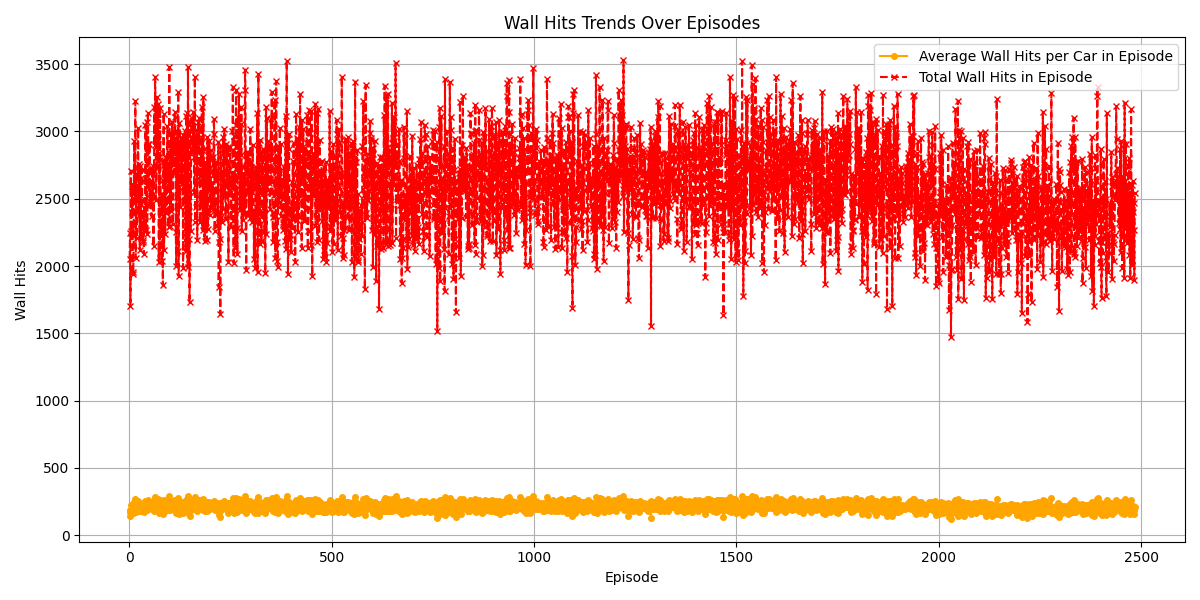 Wall Hits Trends Over Episodes
Average Wall Hits per Car in Episode
Total Wall Hits in Episode
Wall Hits
3500
3000
2500
2000
1500
1000
500
0
0 500 1000 1500 2000 2500
Episode